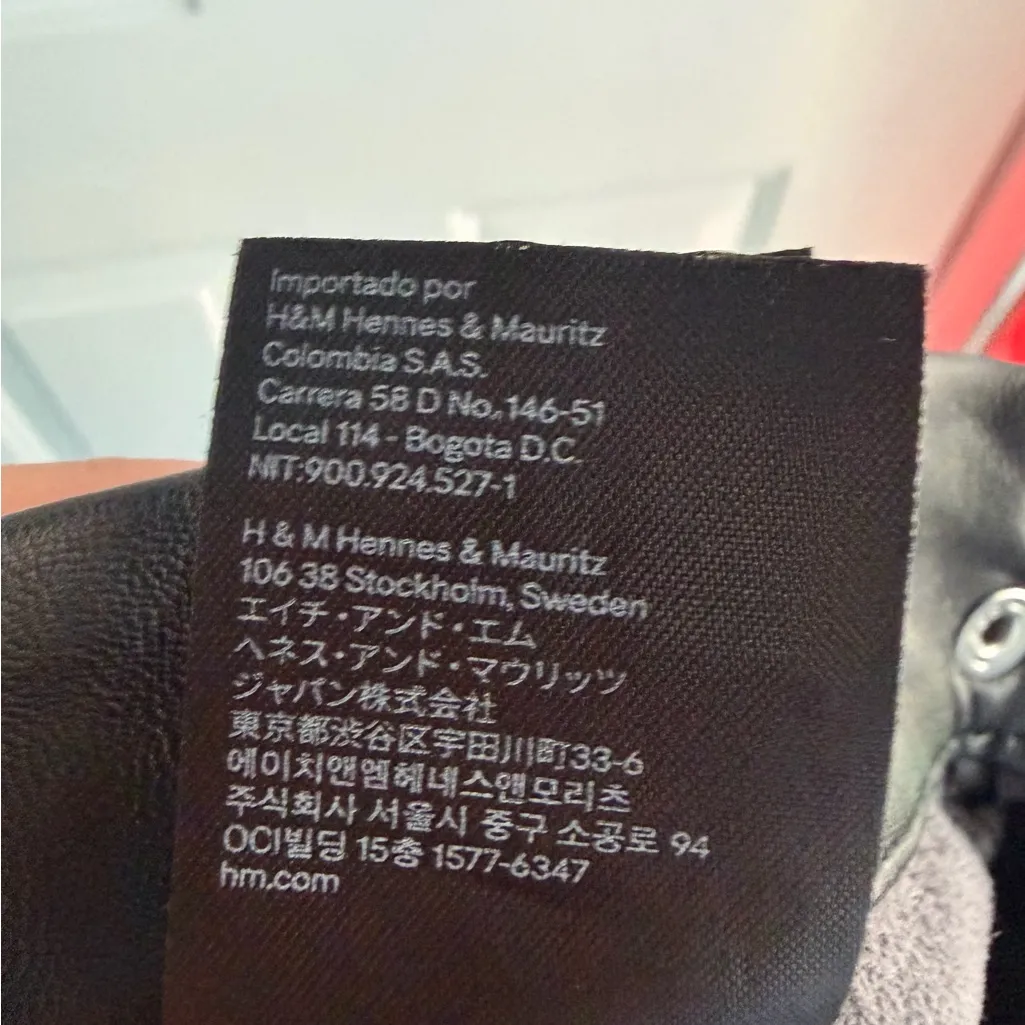 Importado por
H&M Hennes & Mauritz
Colombia S.A.S.
Carrera 58 D No. 146-51
Local 114 - Bogota D.C.
NIT:900.924.527-1
H & M Hennes & Mauritz
106 38 Stockholm, Sweden
エイチ・アンド・エム
ヘネス・アンド・マウリッツ
ジャパン株式会社
東京都渋谷区宇田川町33-6
에이치앤엠헤네스앤모리츠
주식회사 서울시 중구 소공로 94
OCI빌딩 15층 1577-6347
hm.com